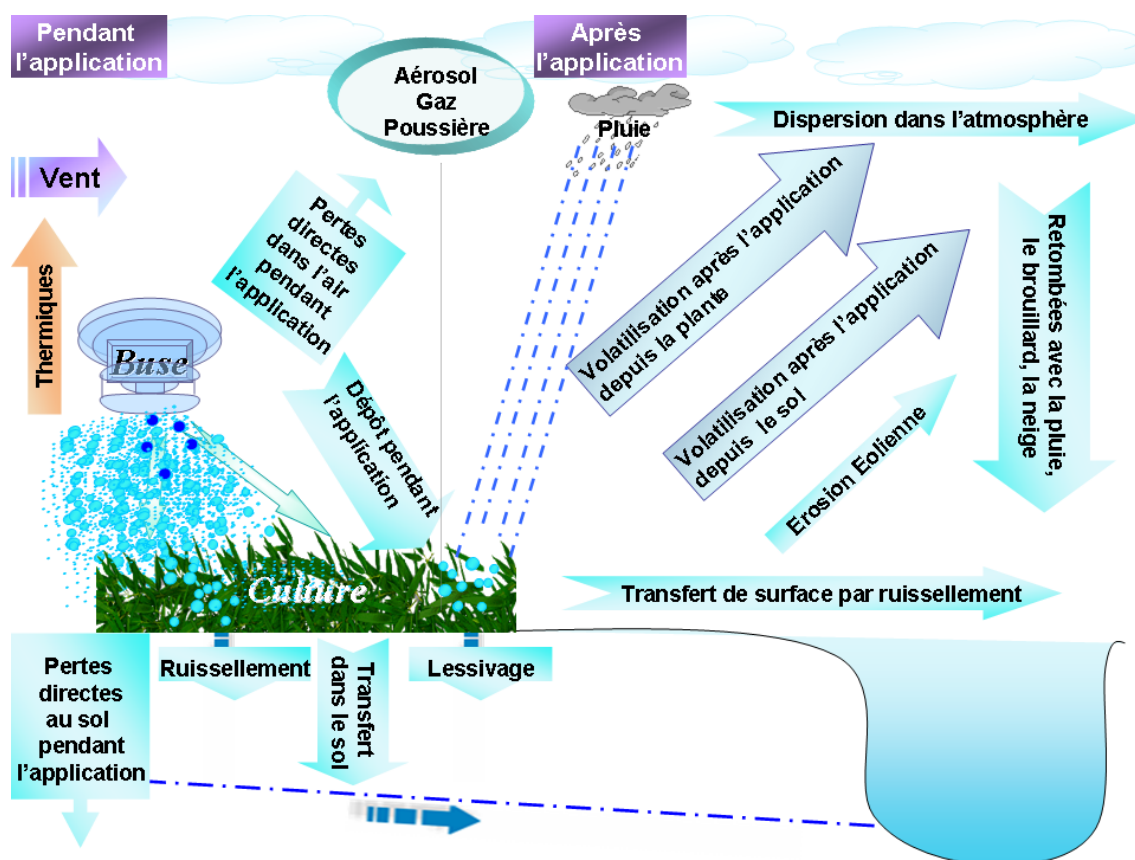 Pendant
l'application
Aérosol
Gaz
Poussière
Après
l'application
Pluie
Dispersion dans l'atmosphère
Vent
Thermiques
Pertes
directes
dans l'air
pendant
l'application
Buse
Dépôt pendant
l'application
Volatilisation après l'application
depuis la plante
Volatilisation après l'application
depuis le sol
Erosion Eolienne
Retombées avec la pluie,
le brouillard, la neige
Culture
Transfert de surface par ruissellement
Pertes
directes
au sol
pendant
l'application
Ruissellement
Transfert
dans le sol
Lessivage